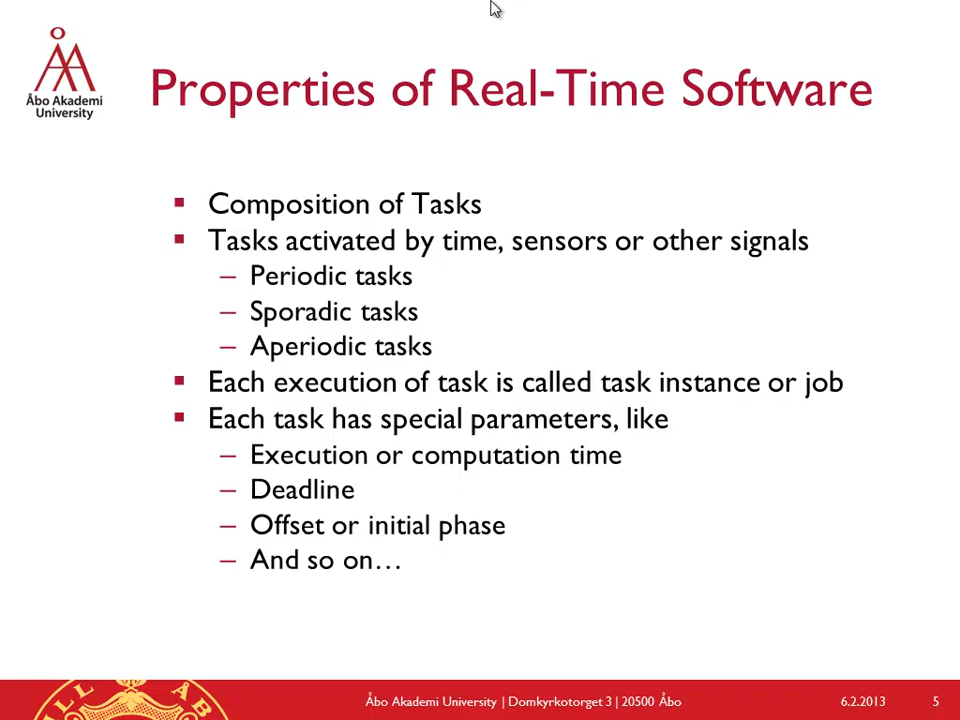 Åbo Akademi
University
Properties of Real-Time Software
Composition of Tasks
Tasks activated by time, sensors or other signals
– Periodic tasks
– Sporadic tasks
– Aperiodic tasks
Each execution of task is called task instance or job
Each task has special parameters, like
– Execution or computation time
– Deadline
– Offset or initial phase
– And so on…
Åbo Akademi University | Domkyrkotorget 3 | 20500 Åbo
6.2.2013
5